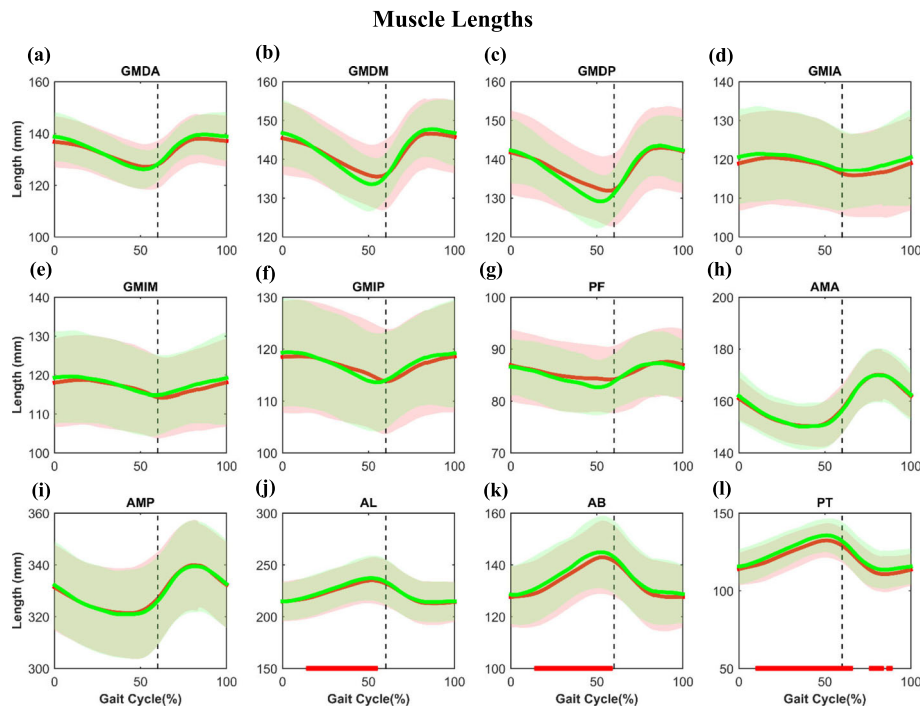 Muscle Lengths
(a) (b) (c) (d)
GMDA GMDM GMDP GMIA
160 160 160 140
140 150 150 130
120 140 140 120
100 130 130 110
120 120 100
0 50 100 0 50 100 0 50 100 0 50 100
Length (mm)
(e) (f) (g) (h)
GMIM GMIP PF AMA
140 130 100 200
130 120 90 180
120 110 80 160
110 100 70 140
100
0 50 100 0 50 100 0 50 100 0 50 100
Length (mm)
(i) (j) (k) (l)
AMP AL AB PT
360 300 160 150
340 250 140 100
320 200 120 50
300 150 100
0 50 100 0 50 100 0 50 100 0 50 100
Length (mm)
Gait Cycle(%) Gait Cycle(%) Gait Cycle(%) Gait Cycle(%)